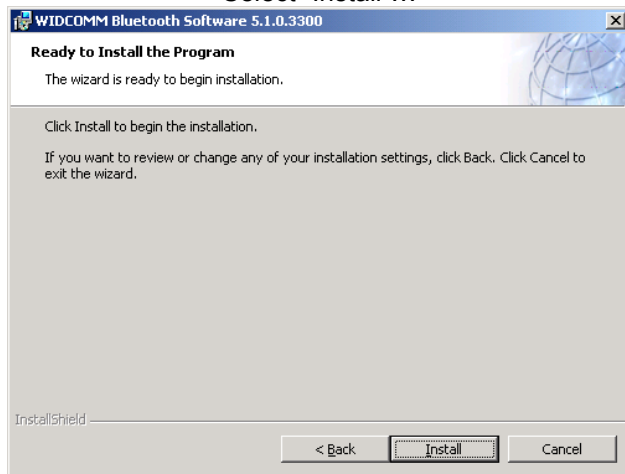 WIDCOMM Bluetooth Software 5.1.0.3300
Ready to Install the Program
The wizard is ready to begin installation.
Click Install to begin the installation.
If you want to review or change any of your installation settings, click Back. Click Cancel to
exit the wizard.
InstallShield
< Back Install Cancel